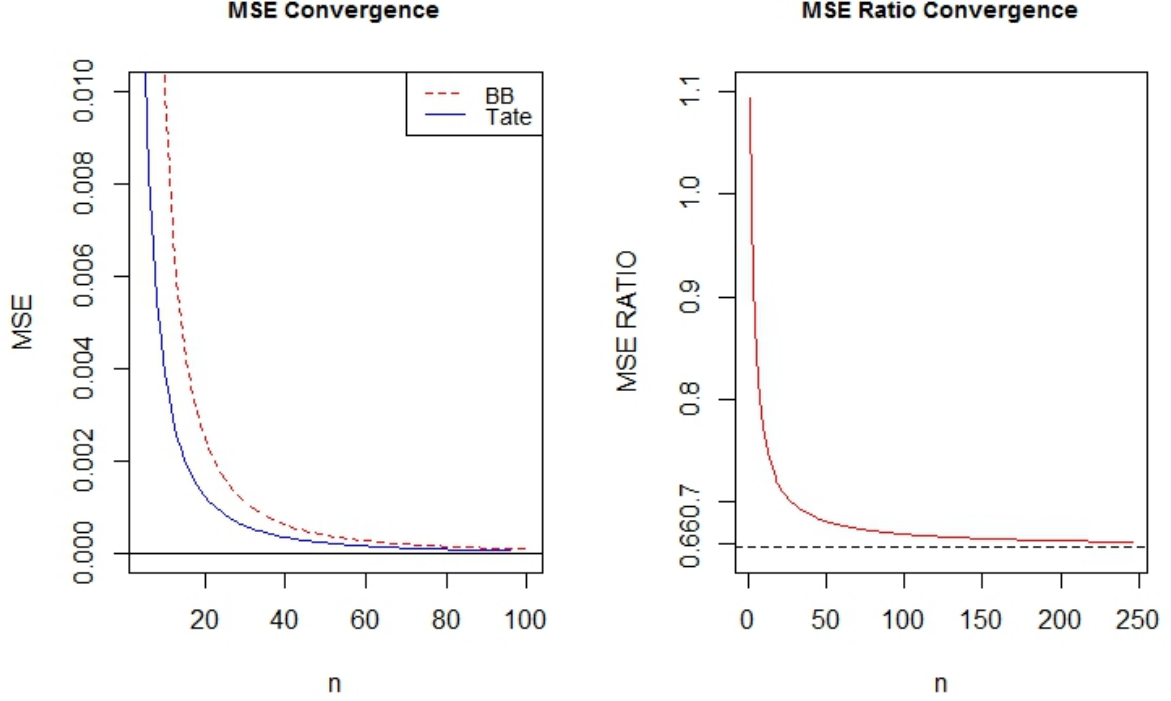 MSE Convergence
MSE
0.010
0.008
0.006
0.004
0.002
0.000
BB
Tate
20 40 60 80 100
n
MSE Ratio Convergence
MSE RATIO
1.1
1.0
0.9
0.8
0.7
0.66
0 50 100 150 200 250
n